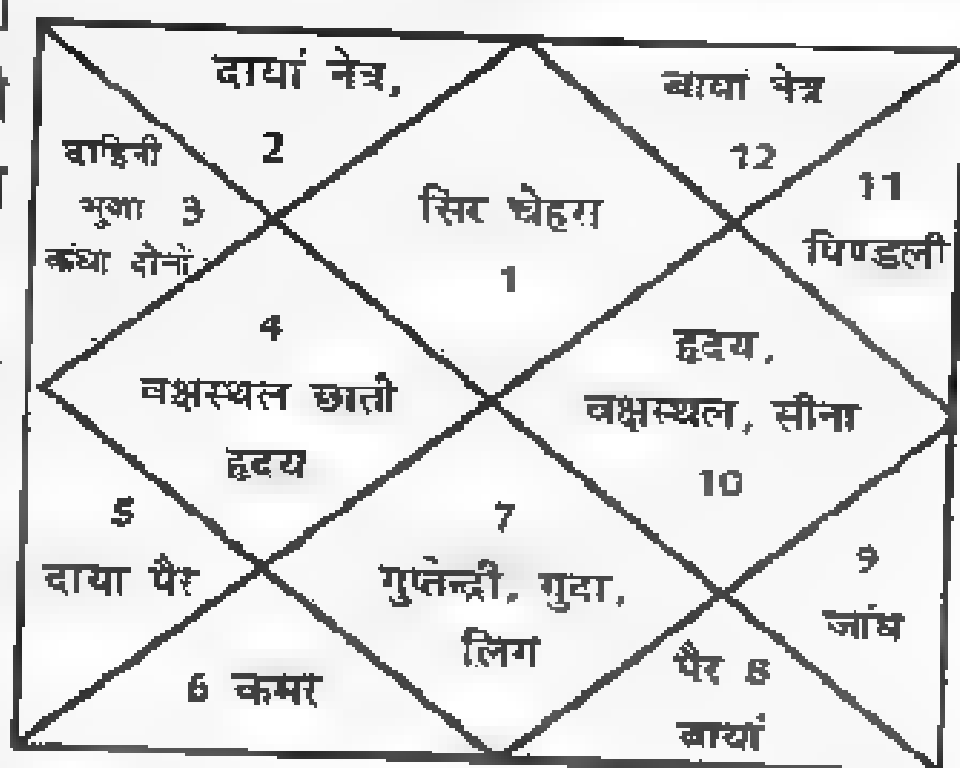 दायां नेत्र,
2
बायां नेत्र
12
दाहिनी
भुजा 3
कंधा दोनों
सिर चेहरा
1
11
पिण्डली
4
वक्षस्थल छाती
हृदय
हृदय,
वक्षस्थल, सीना
10
5
दाया पैर
7
गुप्तेन्द्री, गुदा,
लिंग
9
जांघ
6 कमर
पैर 8
बायां